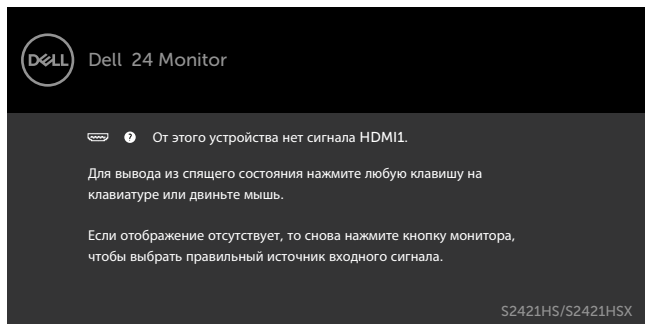 DELL
Dell 24 Monitor
От этого устройства нет сигнала HDMI1.
Для вывода из спящего состояния нажмите любую клавишу на
клавиатуре или двиньте мышь.
Если отображение отсутствует, то снова нажмите кнопку монитора,
чтобы выбрать правильный источник входного сигнала.
S2421HS/S2421HSX